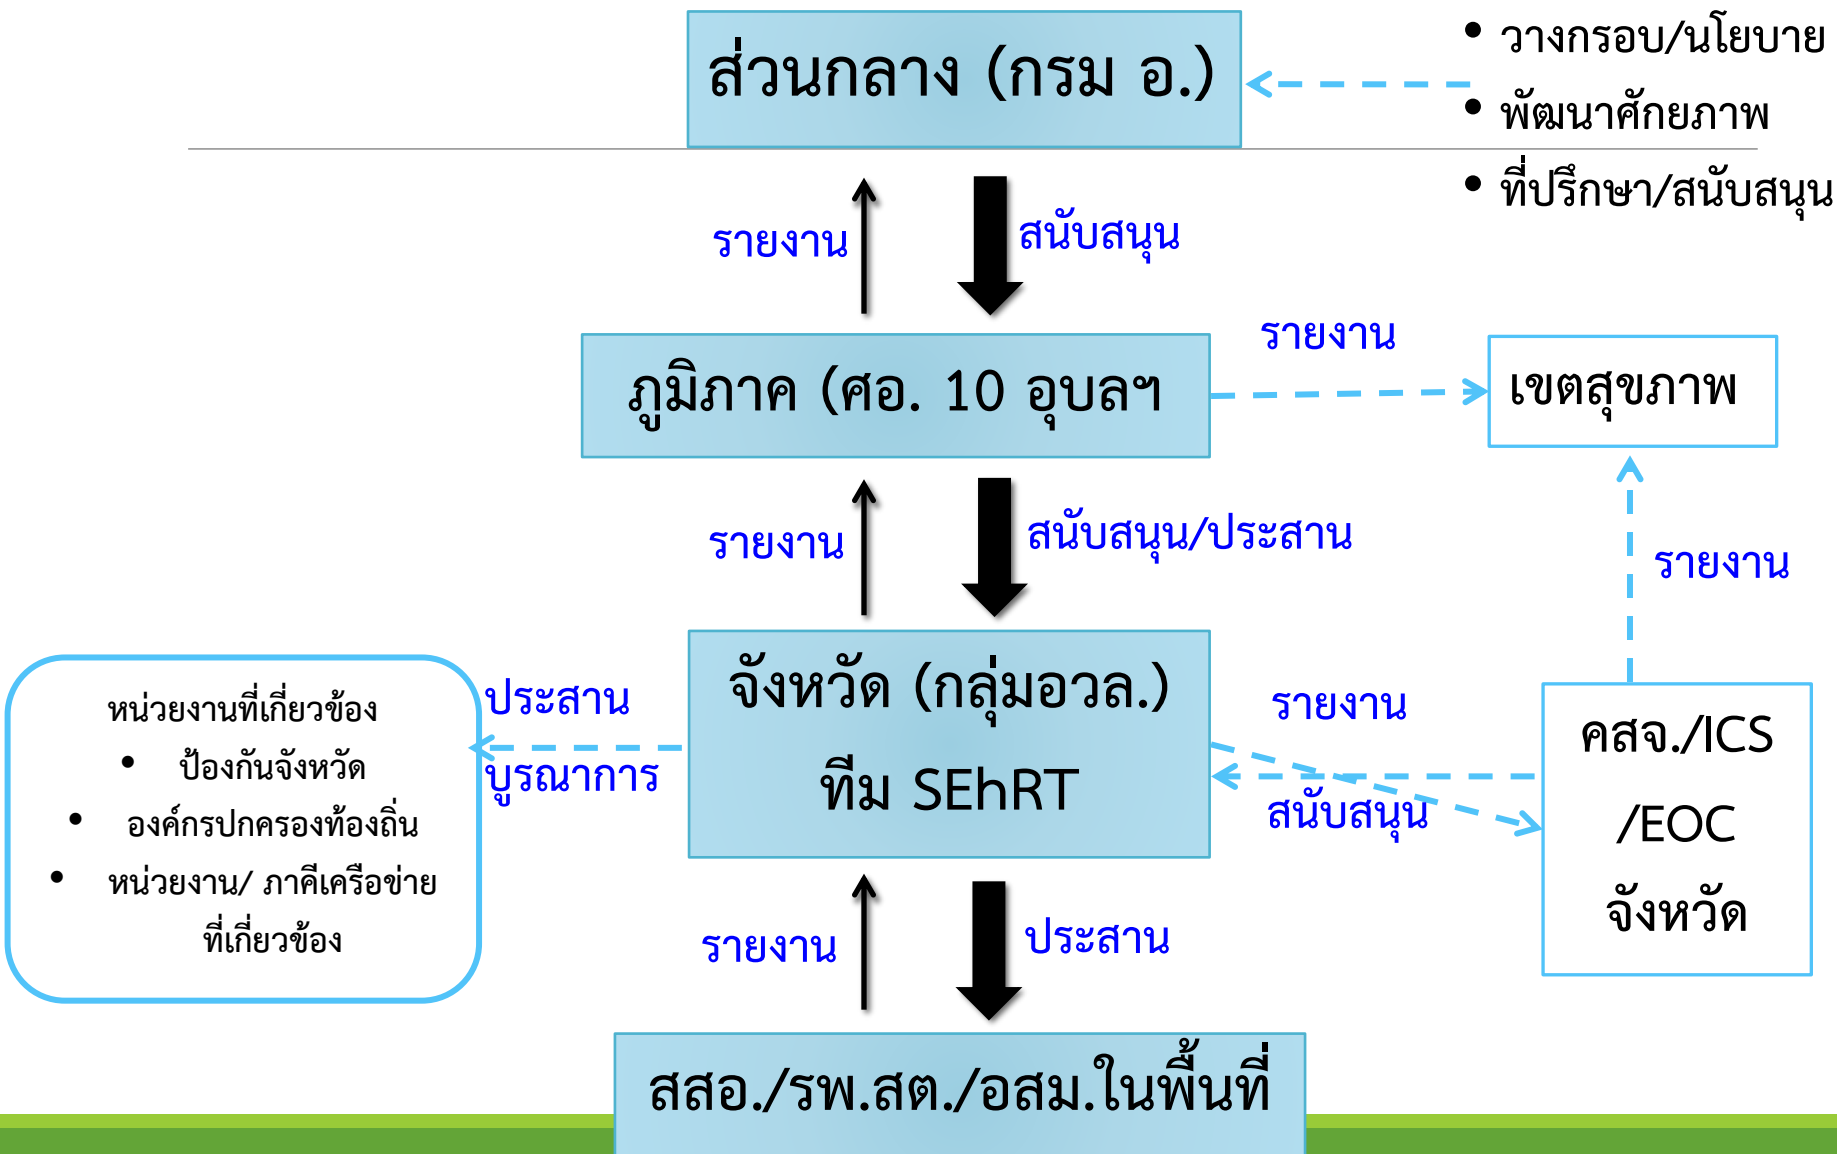 ส่วนกลาง (กรม อ.)
• วางกรอบ/นโยบาย
• พัฒนาศักยภาพ
• ที่ปรึกษา/สนับสนุน
รายงาน
สนับสนุน
ภูมิภาค (ศอ. 10 อุบลฯ
รายงาน
เขตสุขภาพ
รายงาน
สนับสนุน/ประสาน
รายงาน
หน่วยงานที่เกี่ยวข้อง
• ป้องกันจังหวัด
• องค์กรปกครองท้องถิ่น
• หน่วยงาน/ ภาคีเครือข่าย
ที่เกี่ยวข้อง
ประสาน
บูรณาการ
จังหวัด (กลุ่มอวล.)
ทีม SEhRT
รายงาน
สนับสนุน
คสจ./ICS
/EOC
จังหวัด
รายงาน
ประสาน
สสอ./รพ.สต./อสม.ในพื้นที่